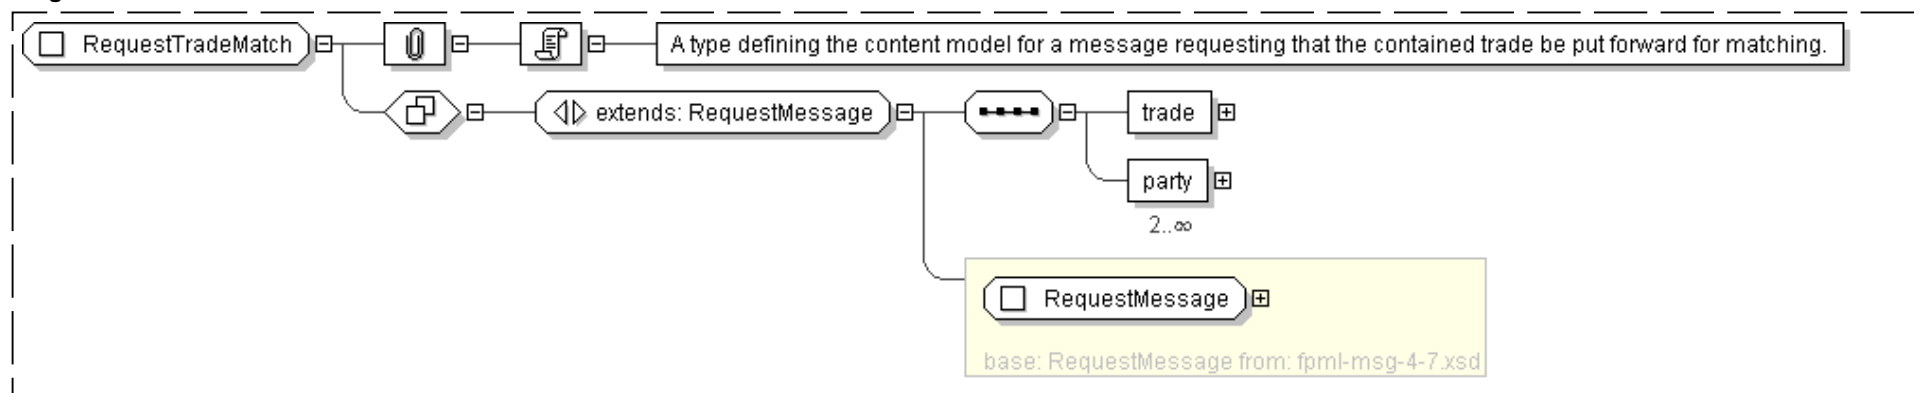 RequestTradeMatch
A type defining the content model for a message requesting that the contained trade be put forward for matching.
extends: RequestMessage
trade
party
2..∞
RequestMessage
base: RequestMessage from: fpml-msg-4-7.xsd